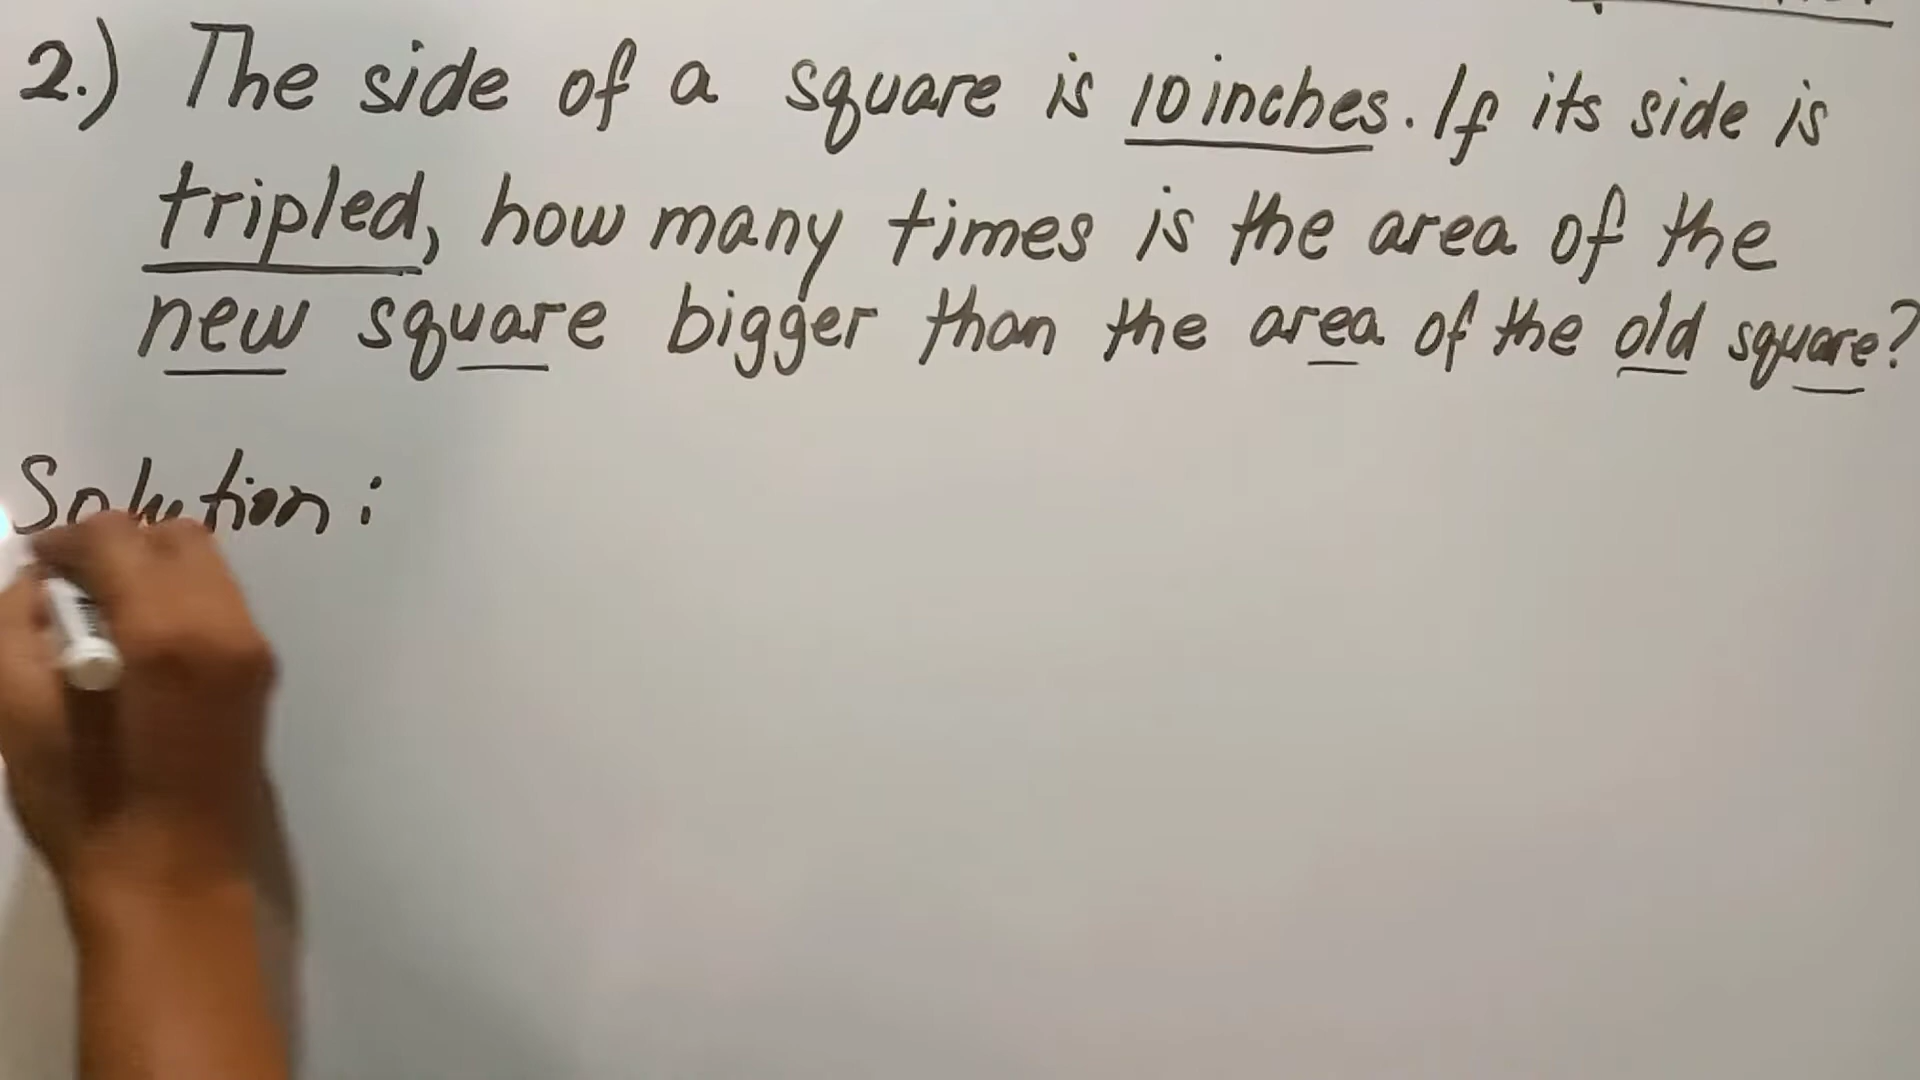 2.) The side of a square is 10 inches. If its side is
tripled, how many times is the area of the
new square bigger than the area of the old square?
Solution: